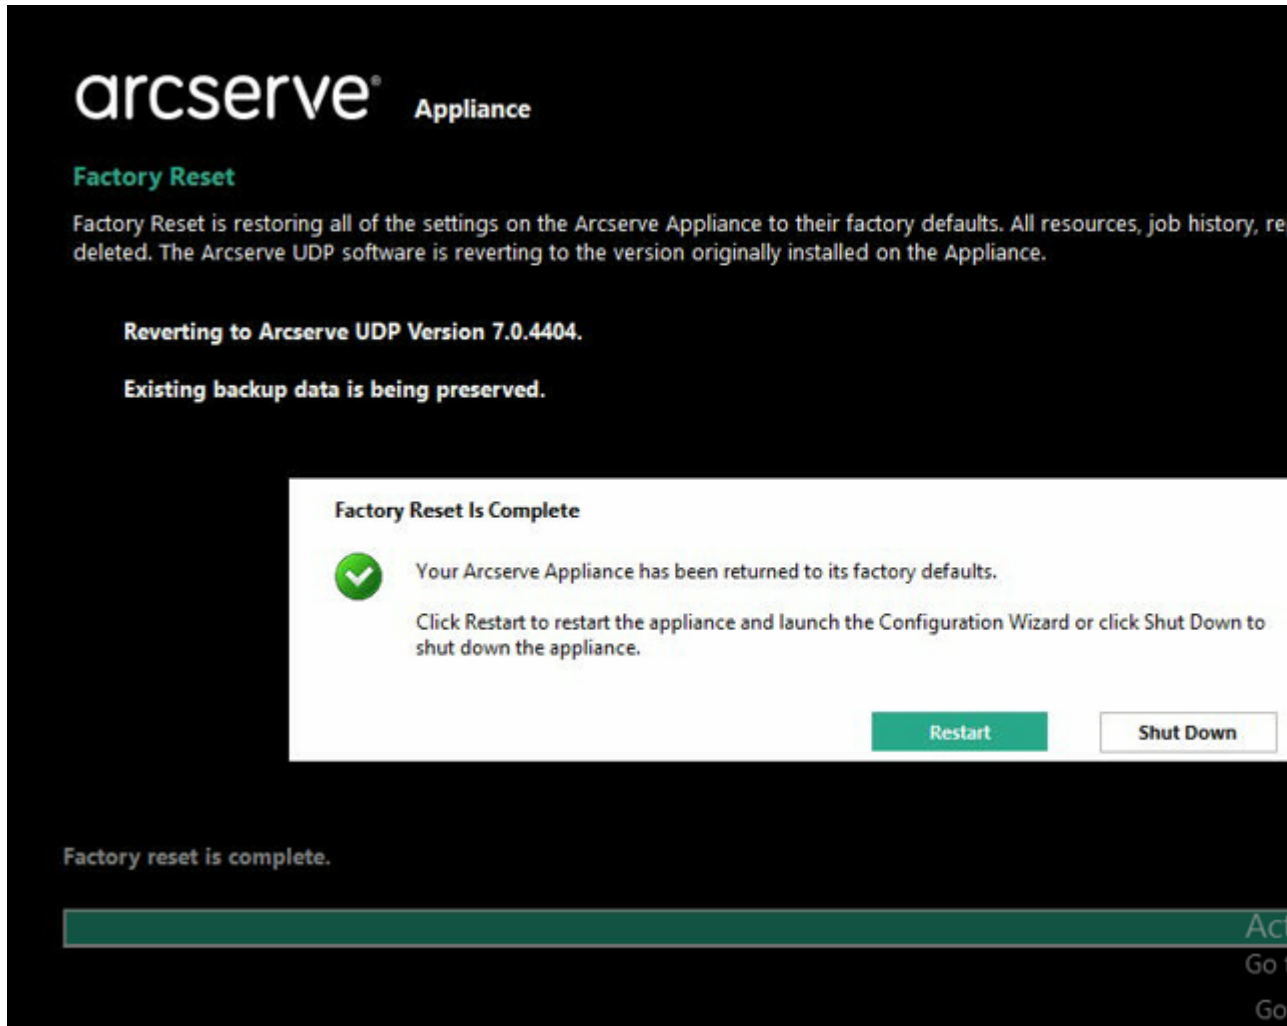 arcserve® Appliance
Factory Reset
Factory Reset is restoring all of the settings on the Arcserve Appliance to their factory defaults. All resources, job history, re
deleted. The Arcserve UDP software is reverting to the version originally installed on the Appliance.
Reverting to Arcserve UDP Version 7.0.4404.
Existing backup data is being preserved.
Factory Reset Is Complete
Your Arcserve Appliance has been returned to its factory defaults.
Click Restart to restart the appliance and launch the Configuration Wizard or click Shut Down to
shut down the appliance.
Restart Shut Down
Factory reset is complete.
Act
Go t
Go